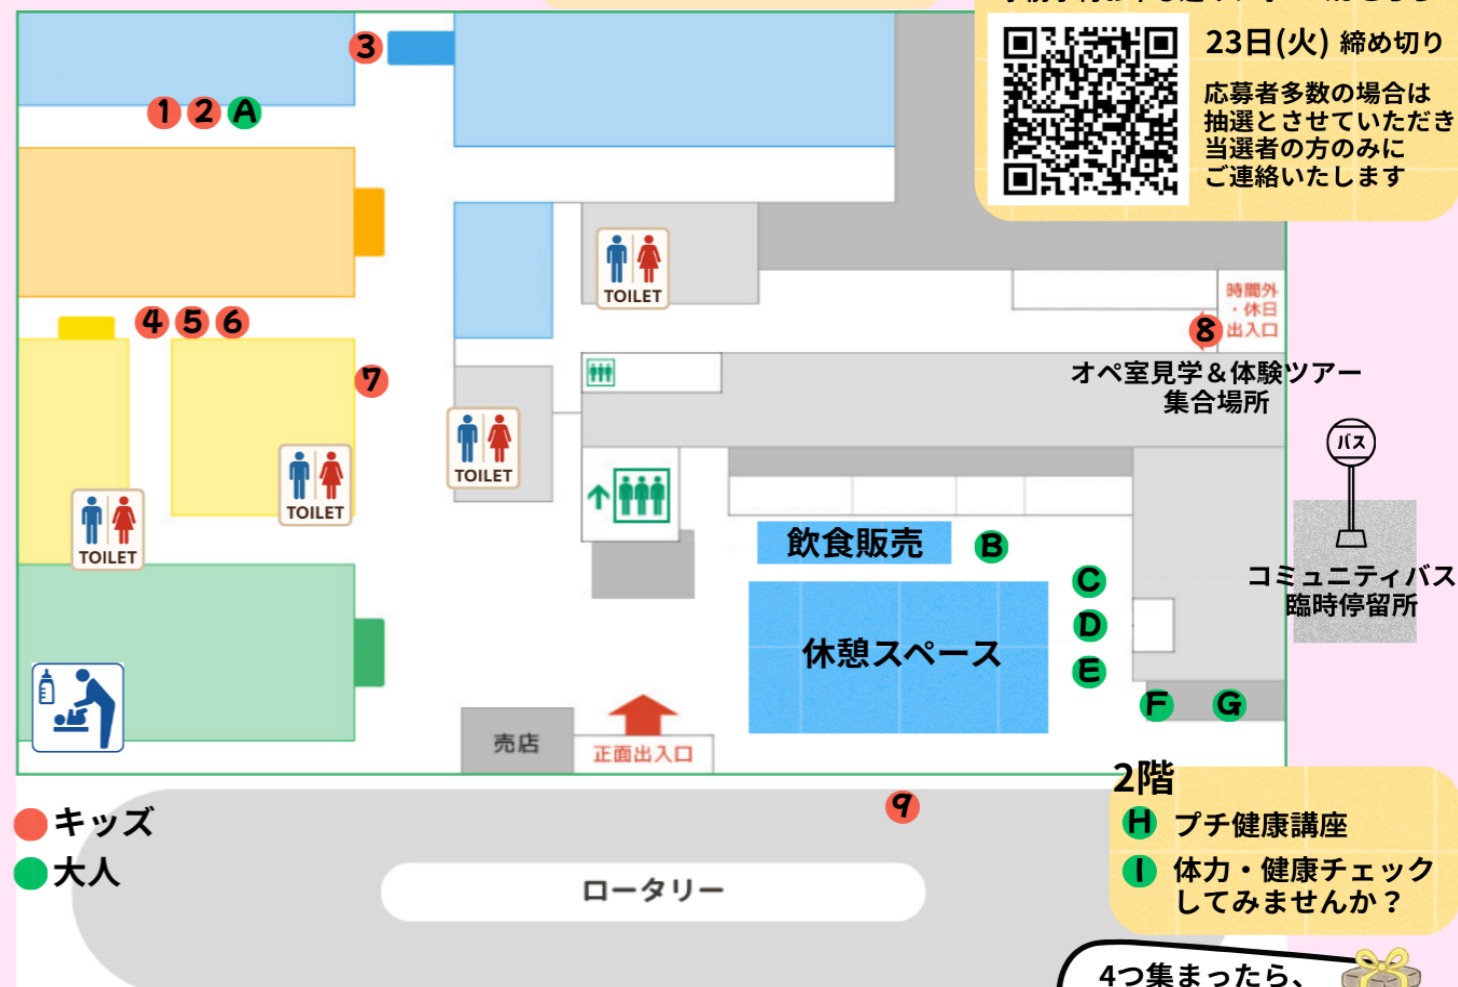 23日(火) 締め切り
応募者多数の場合は
抽選とさせていただき
当選者の方のみに
ご連絡いたします
3
1 2 A
TOILET
時間外
・休日
出入口
4 5 6
8
7
オペ室見学＆体験ツアー
集合場所
バス
TOILET
TOILET
TOILET
飲食販売
B
C
コミュニティバス
臨時停留所
D
休憩スペース
E
F G
売店
正面出入口
2階
9
キッズ
H プチ健康講座
大人
I 体力・健康チェック
してみませんか？
ロータリー
4つ集まったら、